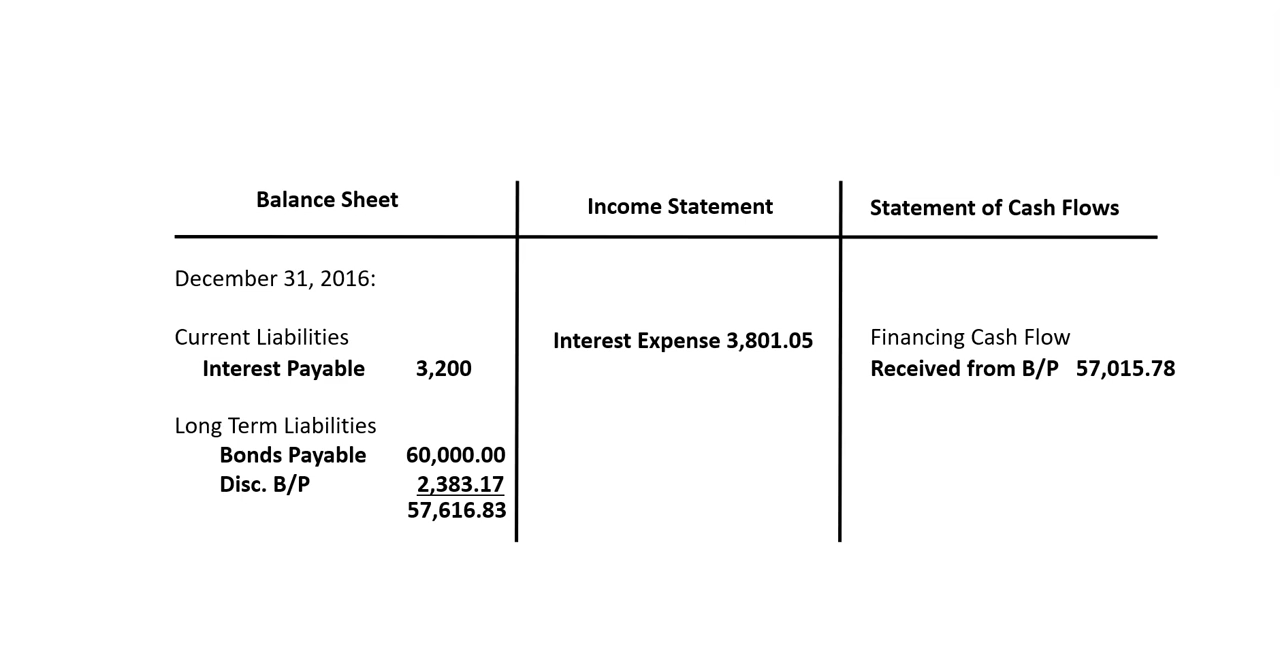 Balance Sheet
Income Statement
Statement of Cash Flows
December 31, 2016:
Current Liabilities
Interest Payable 3,200
Long Term Liabilities
Bonds Payable 60,000.00
Disc. B/P 2,383.17
57,616.83
Interest Expense 3,801.05
Financing Cash Flow
Received from B/P 57,015.78